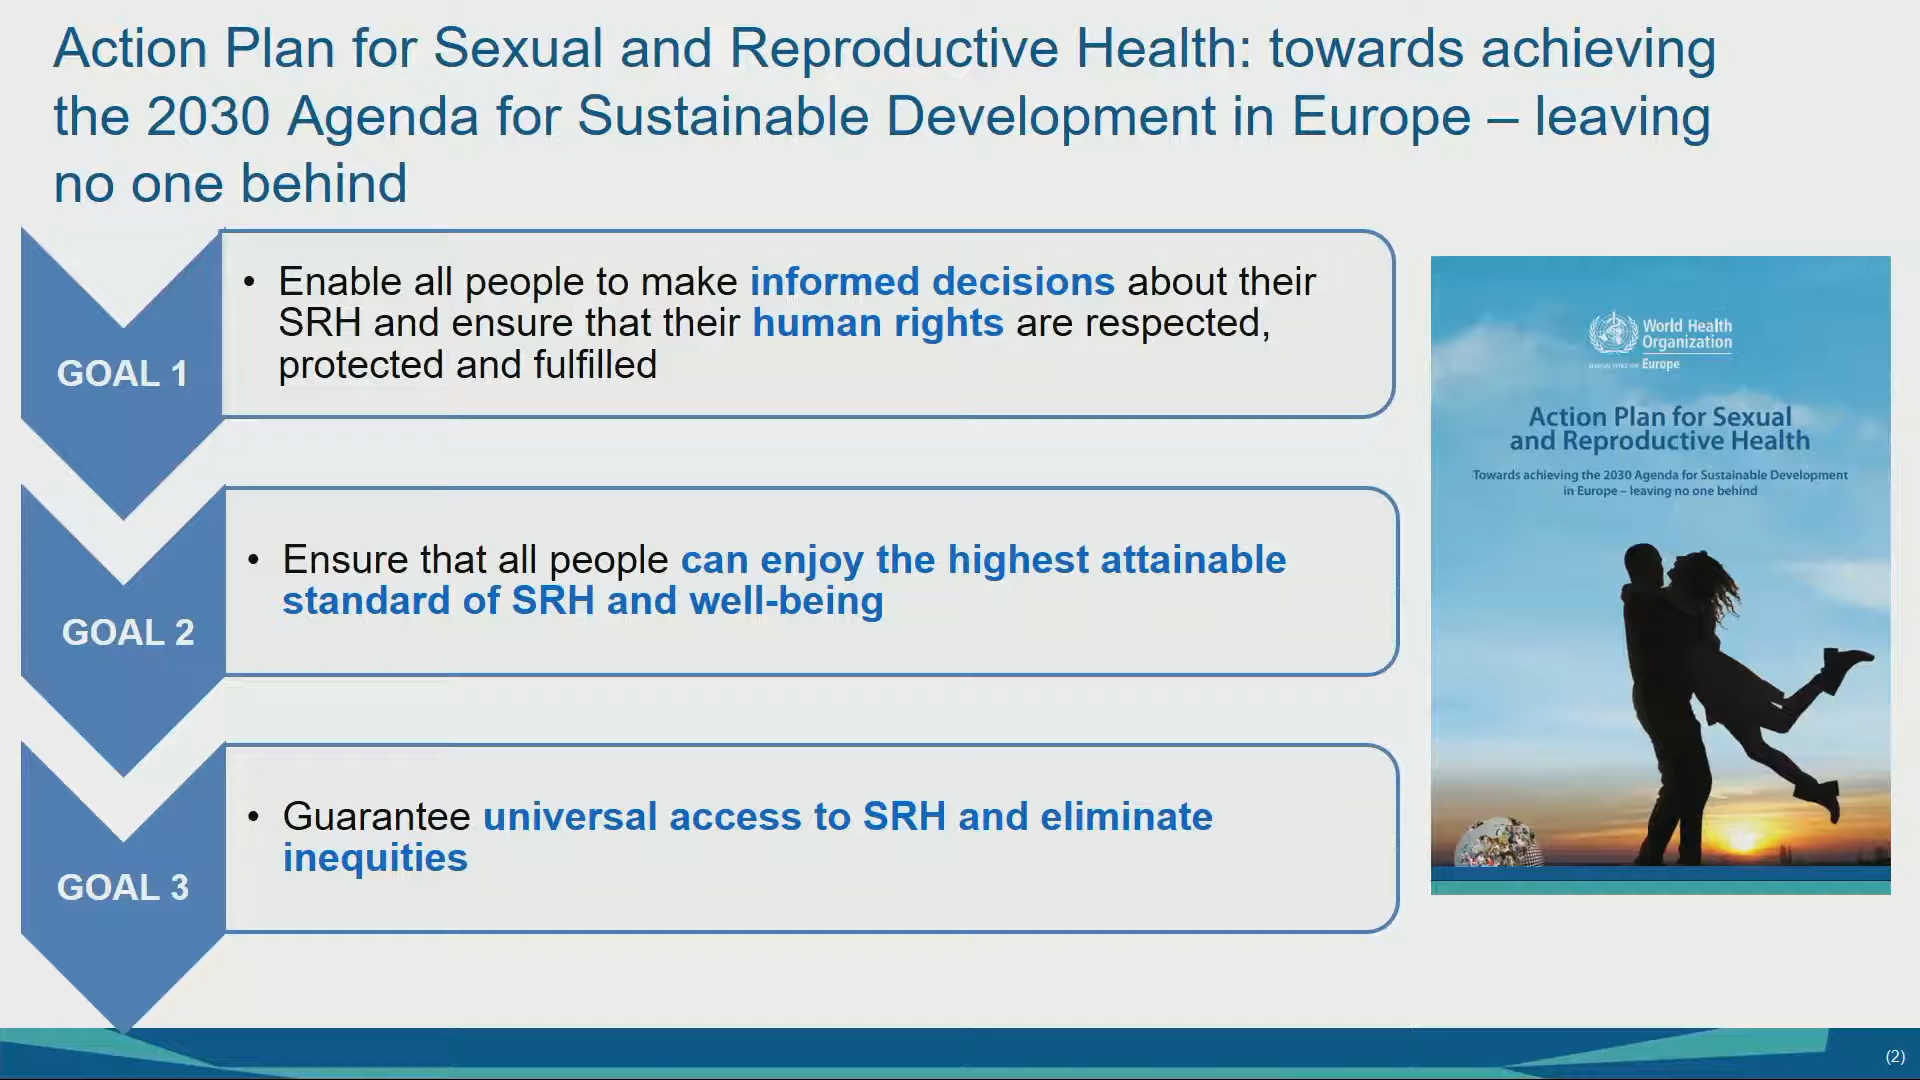 Action Plan for Sexual and Reproductive Health: towards achieving
the 2030 Agenda for Sustainable Development in Europe – leaving
no one behind
GOAL 1
• Enable all people to make informed decisions about their
SRH and ensure that their human rights are respected,
protected and fulfilled
GOAL 2
• Ensure that all people can enjoy the highest attainable
standard of SRH and well-being
GOAL 3
• Guarantee universal access to SRH and eliminate
inequities
World Health
Organization
Europe
Action Plan for Sexual
and Reproductive Health
Towards achieving the 2030 Agenda for Sustainable Development
in Europe – leaving no one behind
(2)